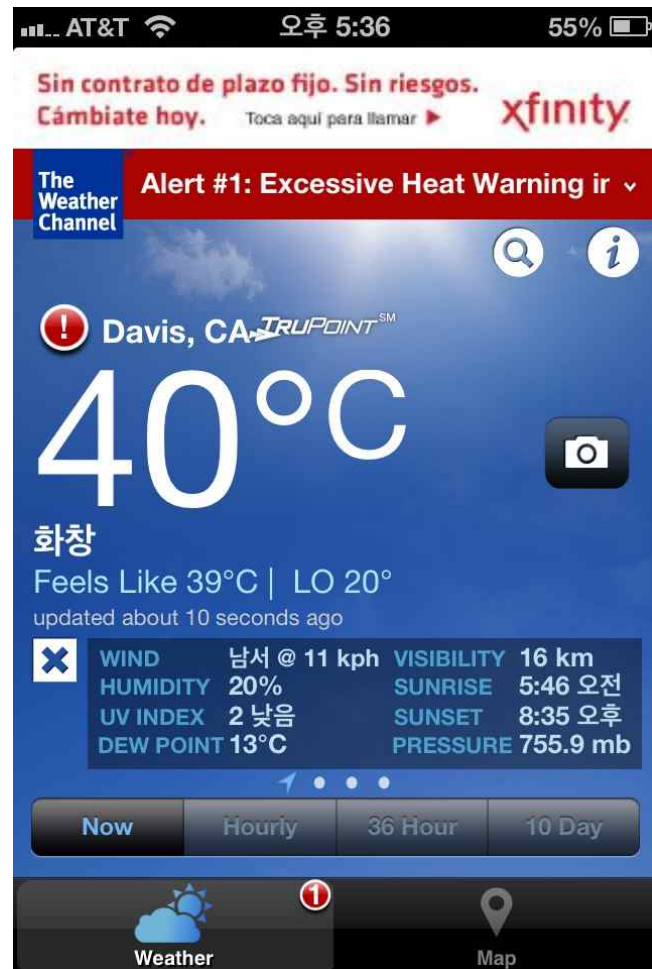 AT&T 오후 5:36 55%
Sin contrato de plazo fijo. Sin riesgos.
Cámbiate hoy. Toca aquí para llamar ▶ xfinity
The Weather Channel
Alert #1: Excessive Heat Warning ir
Davis, CA TRUPOINT SM
40°C
화창
Feels Like 39°C | LO 20°
updated about 10 seconds ago
WIND 남서 @ 11 kph VISIBILITY 16 km
HUMIDITY 20% SUNRISE 5:46 오전
UV INDEX 2 낮음 SUNSET 8:35 오후
DEW POINT 13°C PRESSURE 755.9 mb
Now Hourly 36 Hour 10 Day
1
Weather Map